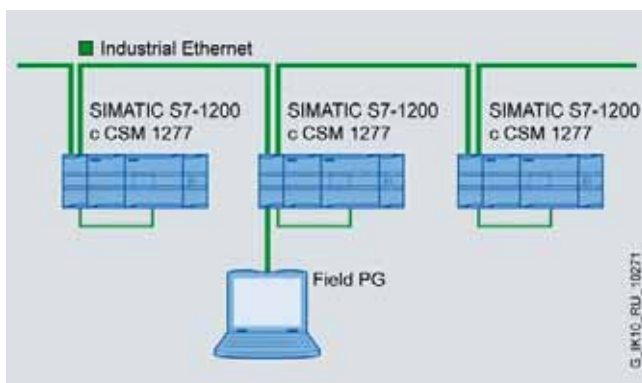 Industrial Ethernet
SIMATIC S7-1200
с CSM 1277
SIMATIC S7-1200
с CSM 1277
SIMATIC S7-1200
с CSM 1277
Field PG
G_IK10_RU_10271